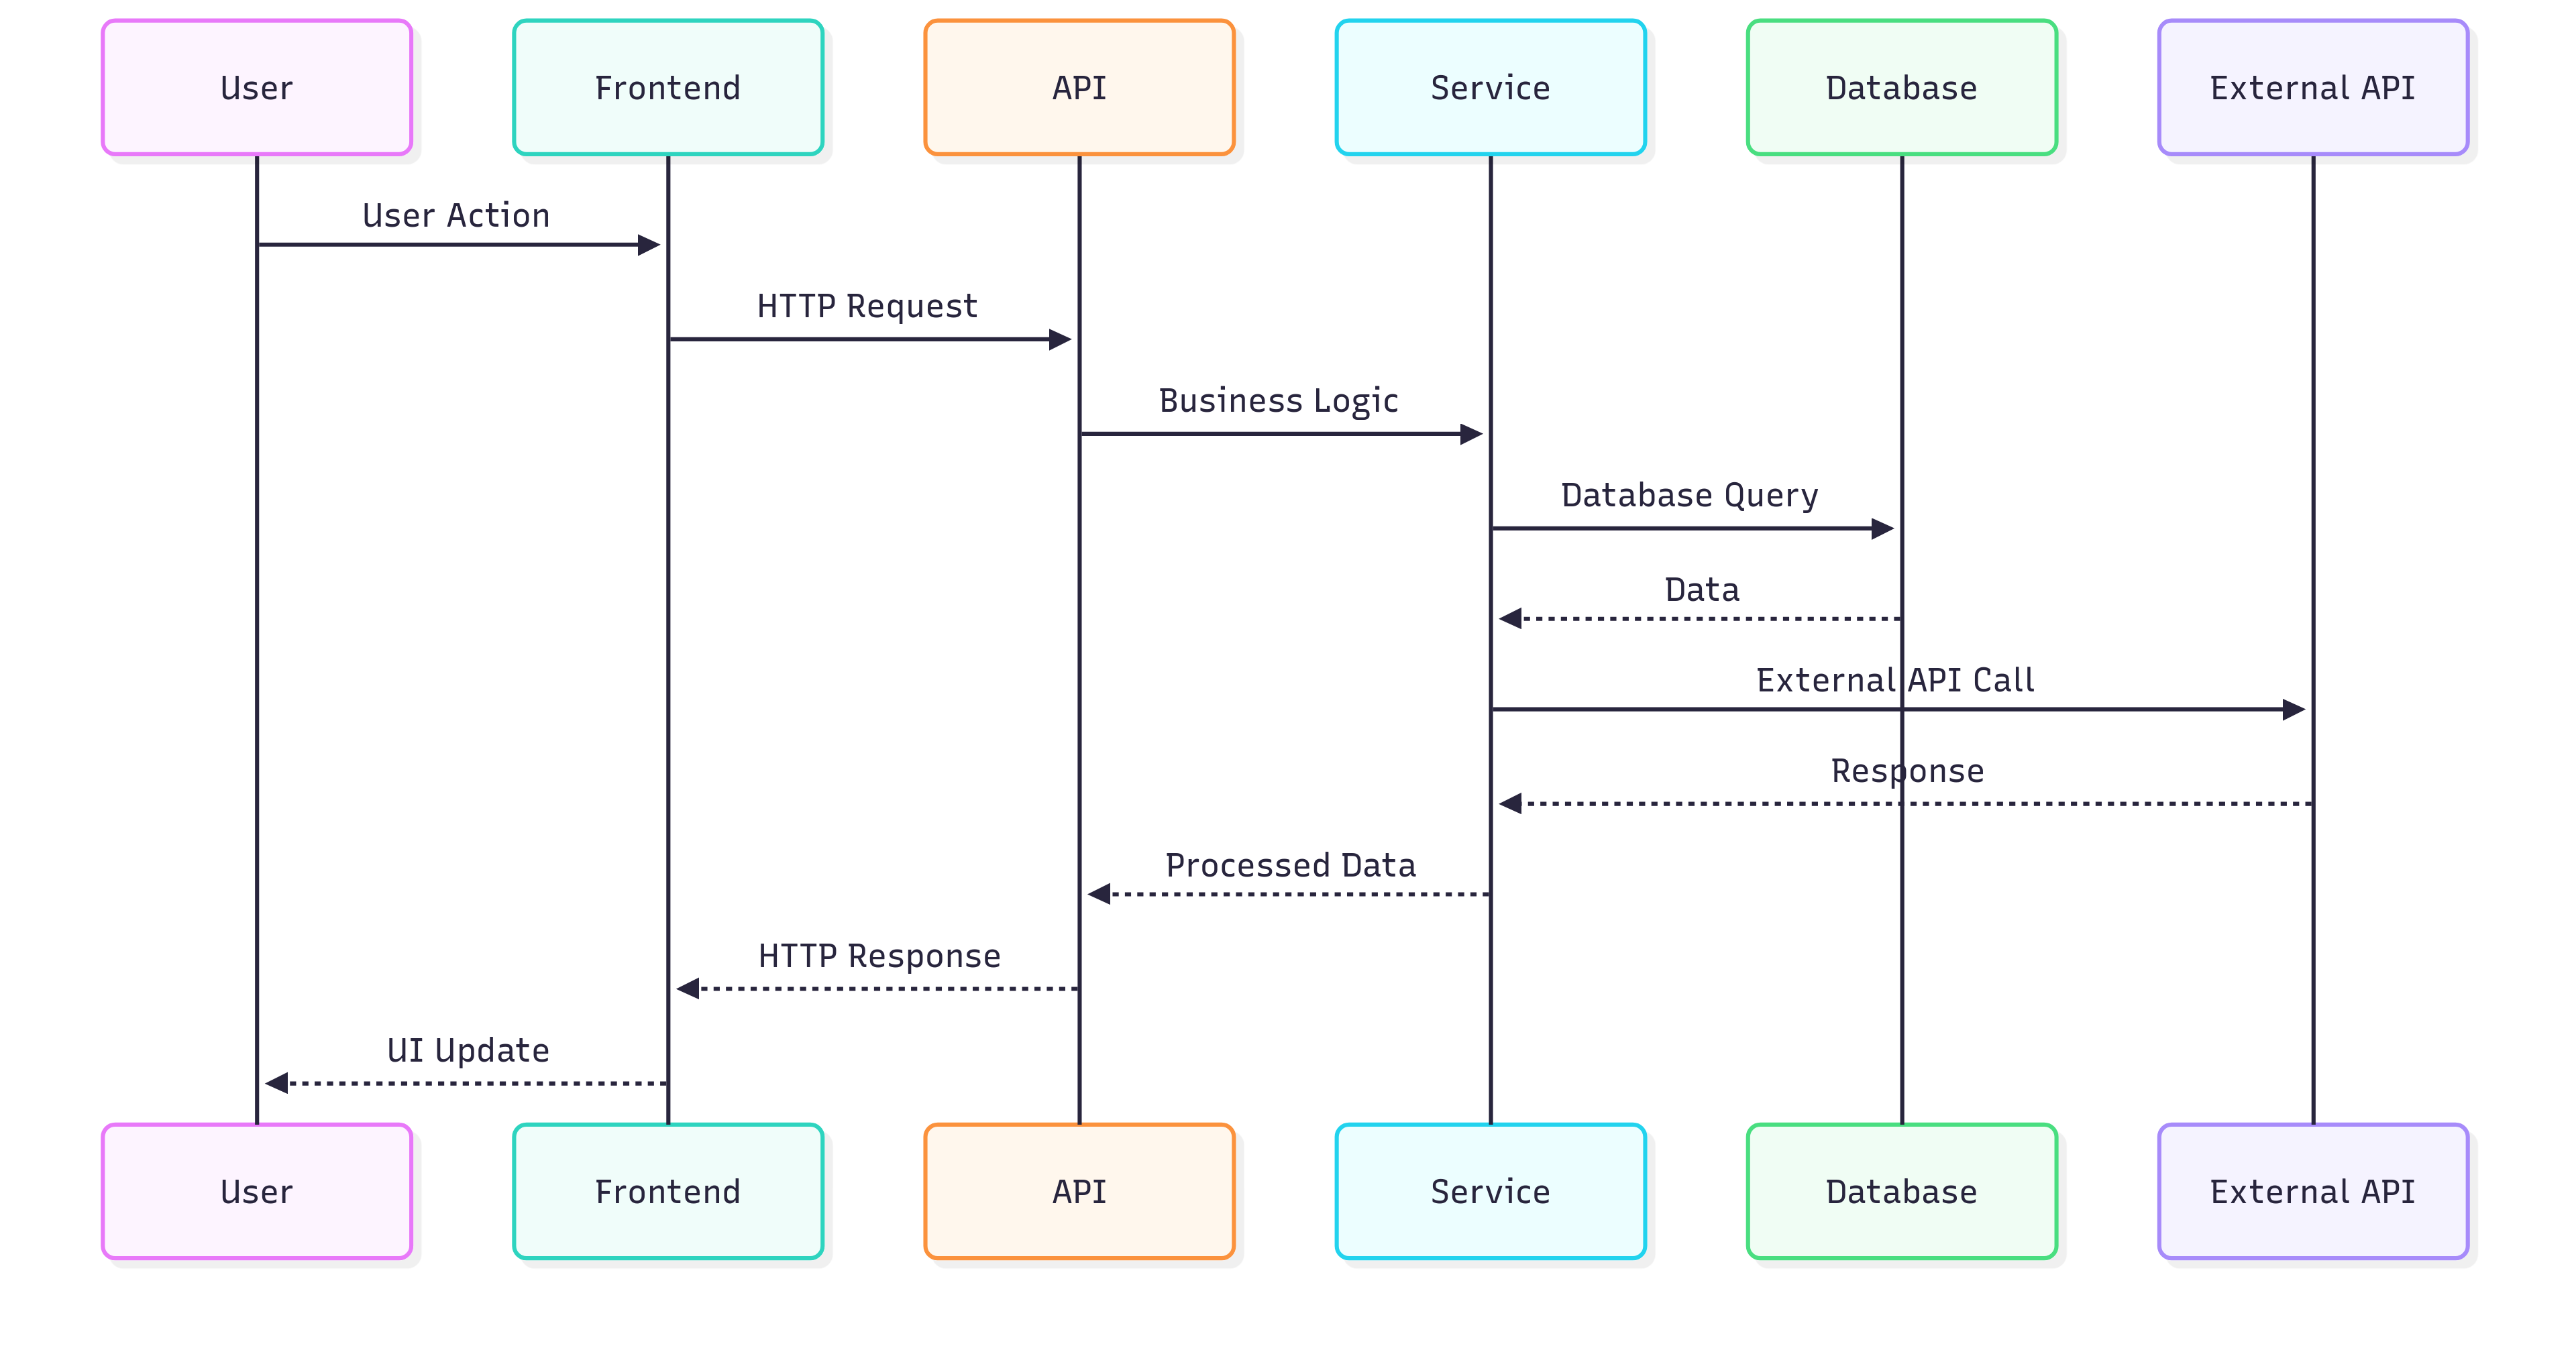 User
Frontend
API
Service
Database
External API
User Action
HTTP Request
Business Logic
Database Query
Data
External API Call
Response
Processed Data
HTTP Response
UI Update
User
Frontend
API
Service
Database
External API